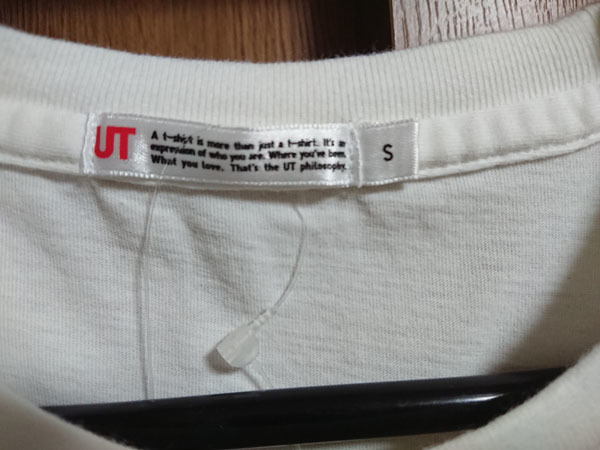 UT
A t-shirt is more than just a t-shirt. It's an
expression of who you are. Where you've been.
What you love. That's the UT philosophy.
S